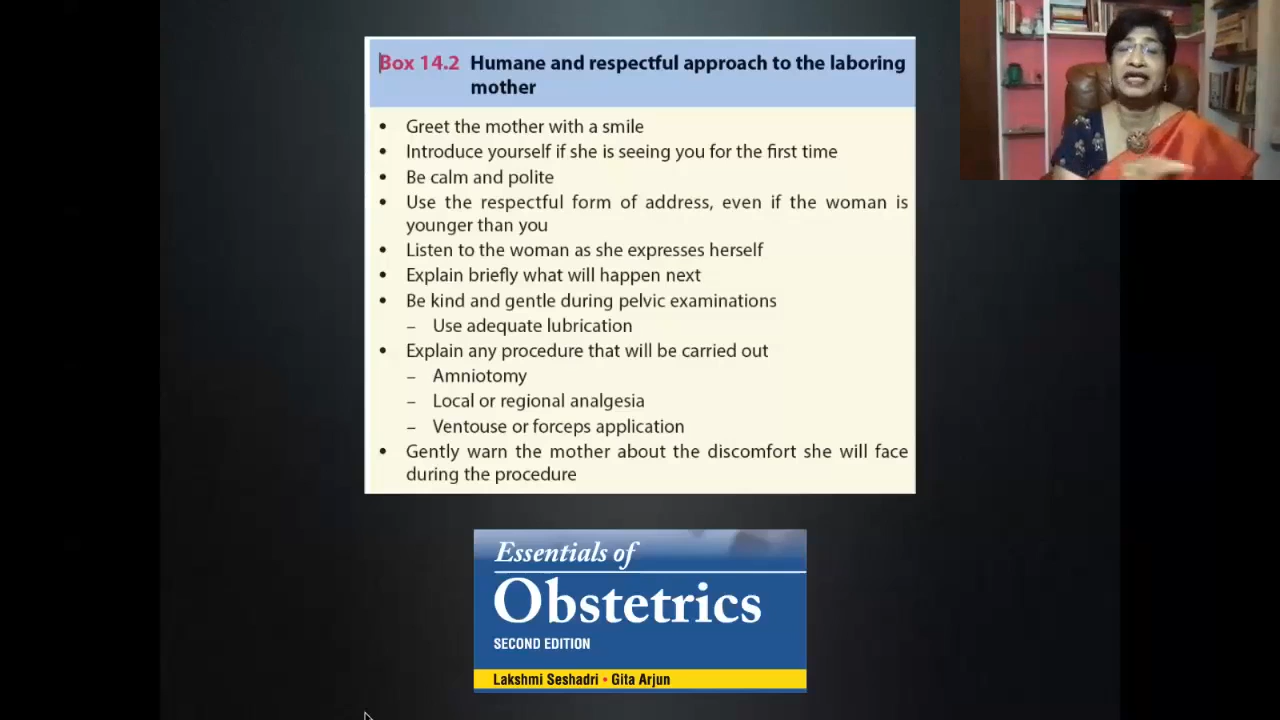 Box 14.2 Humane and respectful approach to the laboring
mother
• Greet the mother with a smile
• Introduce yourself if she is seeing you for the first time
• Be calm and polite
• Use the respectful form of address, even if the woman is
younger than you
• Listen to the woman as she expresses herself
• Explain briefly what will happen next
• Be kind and gentle during pelvic examinations
– Use adequate lubrication
• Explain any procedure that will be carried out
– Amniotomy
– Local or regional analgesia
– Ventouse or forceps application
• Gently warn the mother about the discomfort she will face
during the procedure
Essentials of
Obstetrics
SECOND EDITION
Lakshmi Seshadri • Gita Arjun